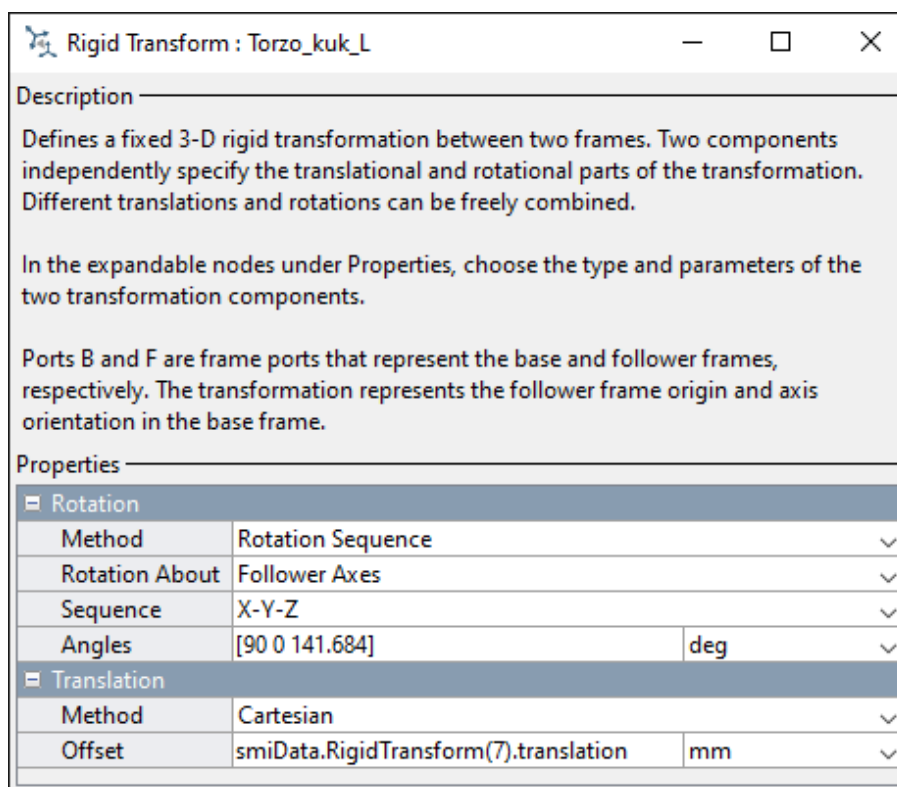 Rigid Transform : Torzo_kuk_L
Description
Defines a fixed 3-D rigid transformation between two frames. Two components
independently specify the translational and rotational parts of the transformation.
Different translations and rotations can be freely combined.
In the expandable nodes under Properties, choose the type and parameters of the
two transformation components.
Ports B and F are frame ports that represent the base and follower frames,
respectively. The transformation represents the follower frame origin and axis
orientation in the base frame.
Properties
Rotation
Method Rotation Sequence
Rotation About Follower Axes
Sequence X-Y-Z
Angles [90 0 141.684] deg
Translation
Method Cartesian
Offset smiData.RigidTransform(7).translation mm